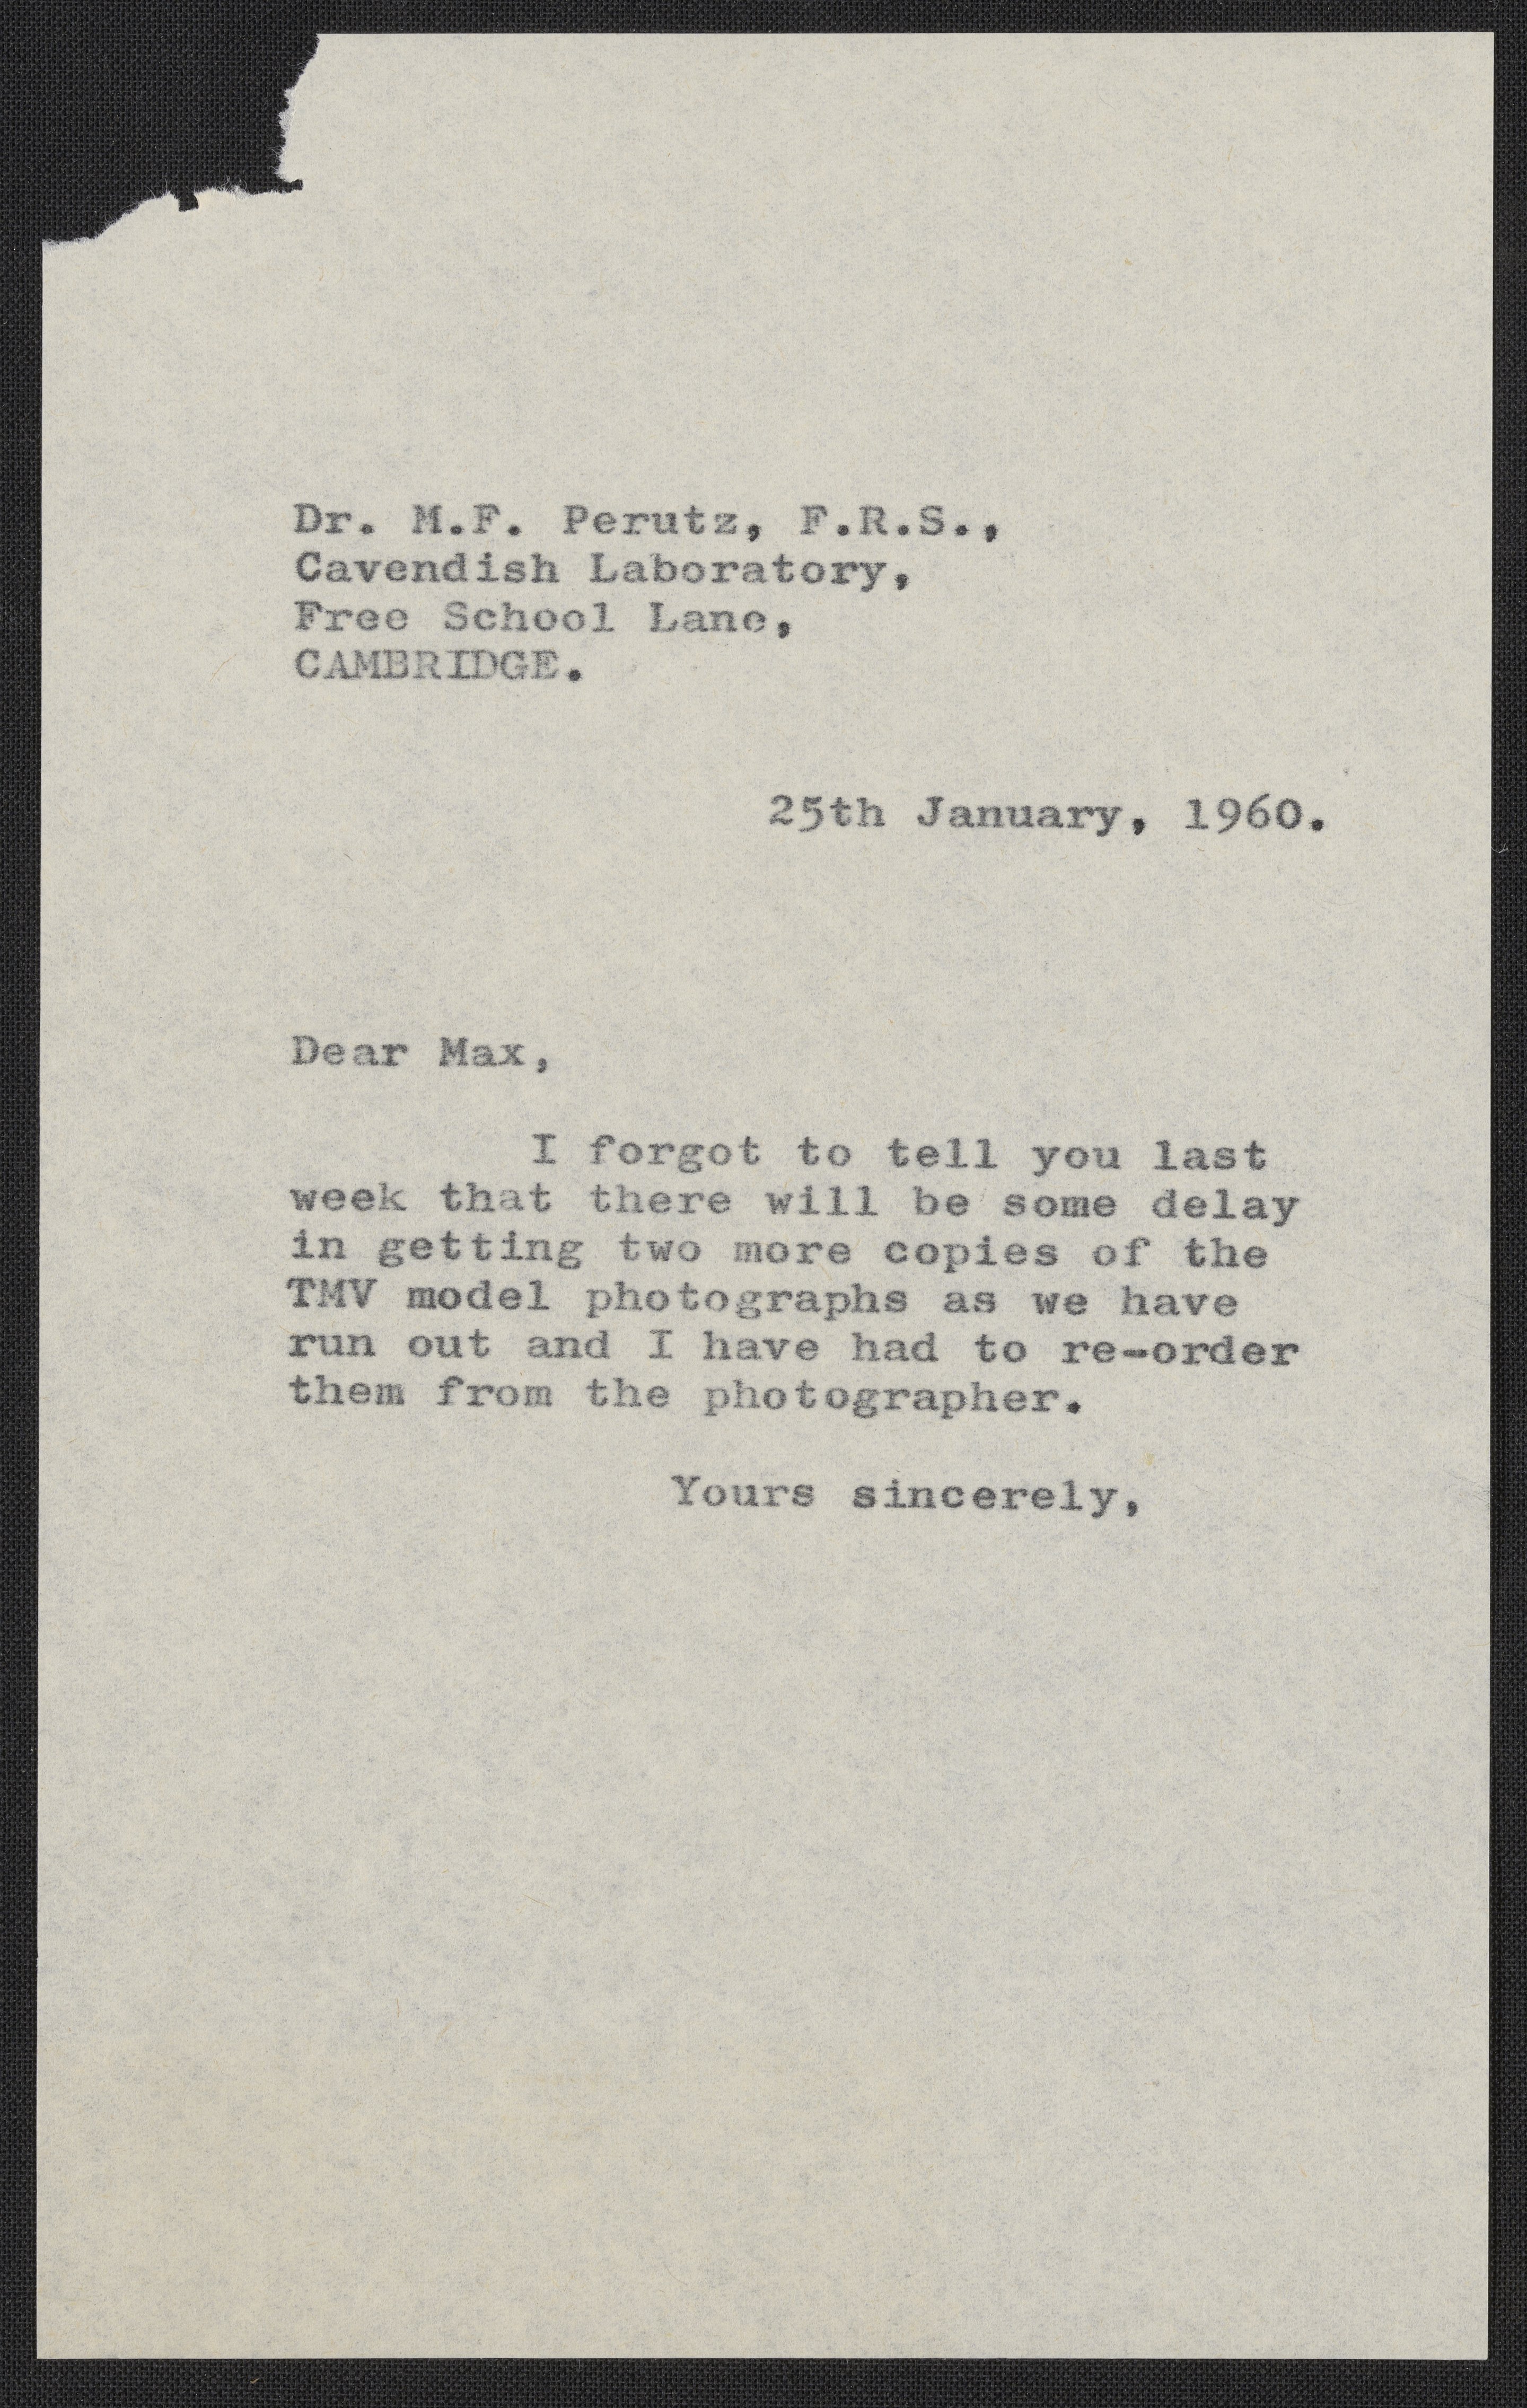 Dr. M.F. Perutz, F.R.S.,
Cavendish Laboratory,
Free School Lane,
CAMBRIDGE.
25th January, 1960.
Dear Max,
I forgot to tell you last
week that there will be some delay
in getting two more copies of the
TMV model photographs as we have
run out and I have had to re-order
them from the photographer.
Yours sincerely,